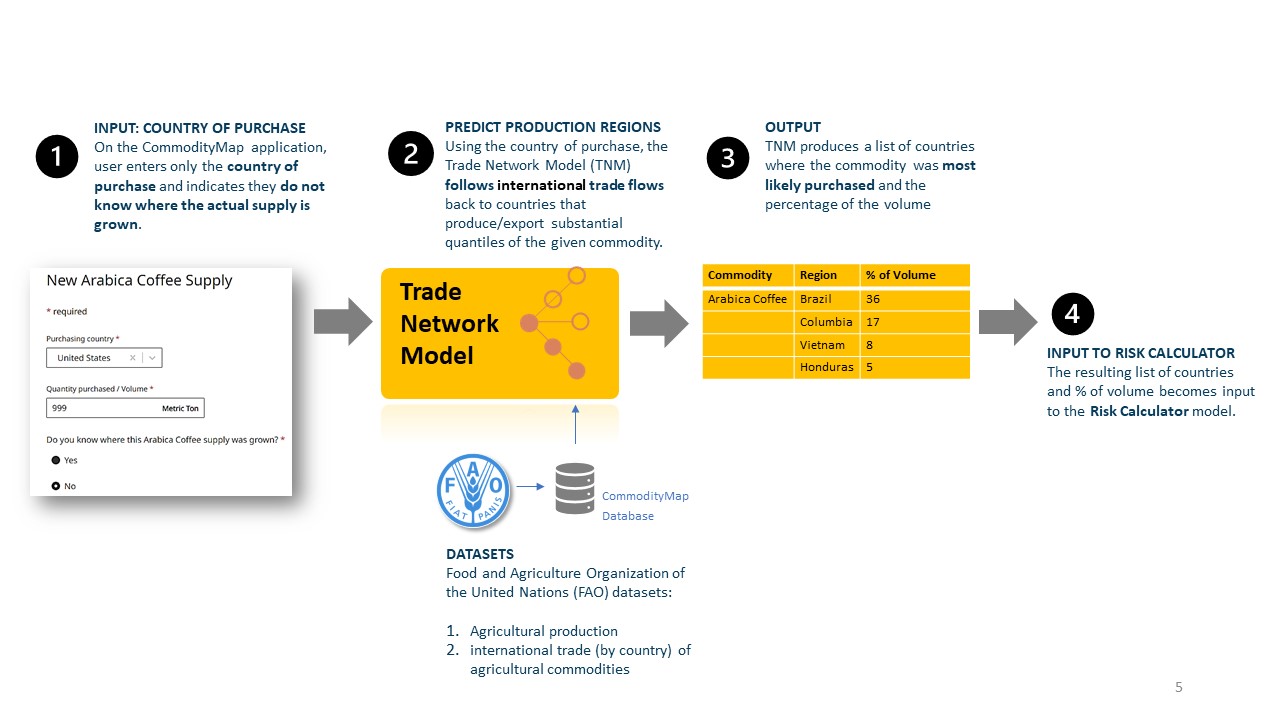 1
INPUT: COUNTRY OF PURCHASE
On the CommodityMap application,
user enters only the country of
purchase and indicates they do not
know where the actual supply is
grown.
2
PREDICT PRODUCTION REGIONS
Using the country of purchase, the
Trade Network Model (TNM)
follows international trade flows
back to countries that
produce/export substantial
quantiles of the given commodity.
3
OUTPUT
TNM produces a list of countries
where the commodity was most
likely purchased and the
percentage of the volume
New Arabica Coffee Supply
* required
Purchasing country *
United States
Quantity purchased / Volume *
999 Metric Ton
Do you know where this Arabica Coffee supply was grown? *
Yes
No
Trade
Network
Model
Commodity Region % of Volume
Arabica Coffee Brazil 36
Columbia 17
Vietnam 8
Honduras 5
4
INPUT TO RISK CALCULATOR
The resulting list of countries
and % of volume becomes input
to the Risk Calculator model.
F A O
FIAT PANIS
CommodityMap
Database
DATASETS
Food and Agriculture Organization of
the United Nations (FAO) datasets:
1. Agricultural production
2. international trade (by country) of
agricultural commodities
5